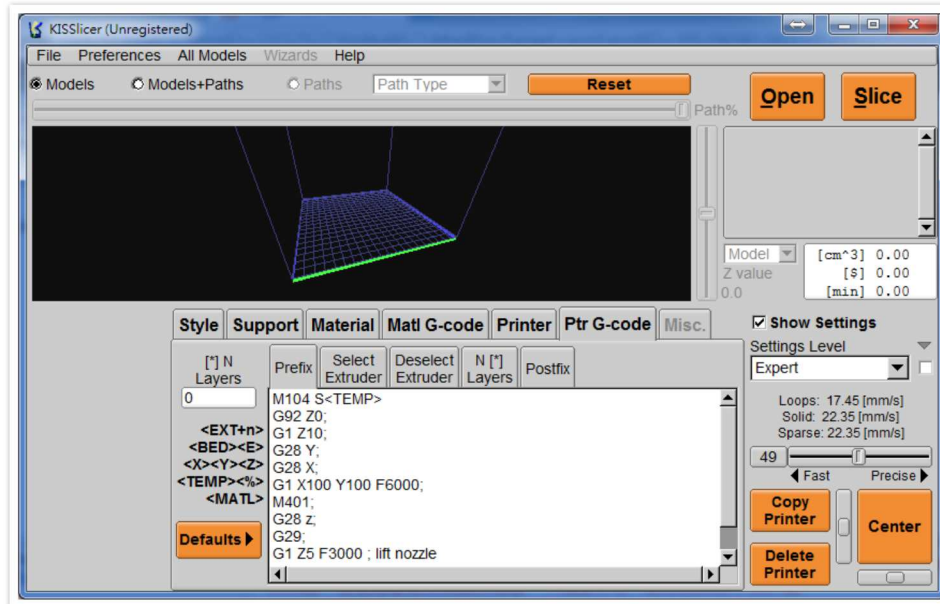 KISSlicer (Unregistered)
File Preferences All Models Wizards Help
Models Models+Paths Paths Path Type Reset
Path%
Open Slice
Model
Z value
0.0
[cm^3] 0.00
[$] 0.00
[min] 0.00
Style Support Material Matl G-code Printer Ptr G-code Misc.
Show Settings
Settings Level
Expert
[*] N
Layers
0
<EXT+n>
<BED><E>
<X><Y><Z>
<TEMP><%>
<MATL>
Defaults
Prefix
Select
Extruder
Deselect
Extruder
N [*]
Layers
Postfix
M104 S<TEMP>
G92 Z0;
G1 Z10;
G28 Y;
G28 X;
G1 X100 Y100 F6000;
M401;
G28 z;
G29;
G1 Z5 F3000 ; lift nozzle
Loops: 17.45 [mm/s]
Solid: 22.35 [mm/s]
Sparse: 22.35 [mm/s]
49
Fast Precise
Copy
Printer
Center
Delete
Printer